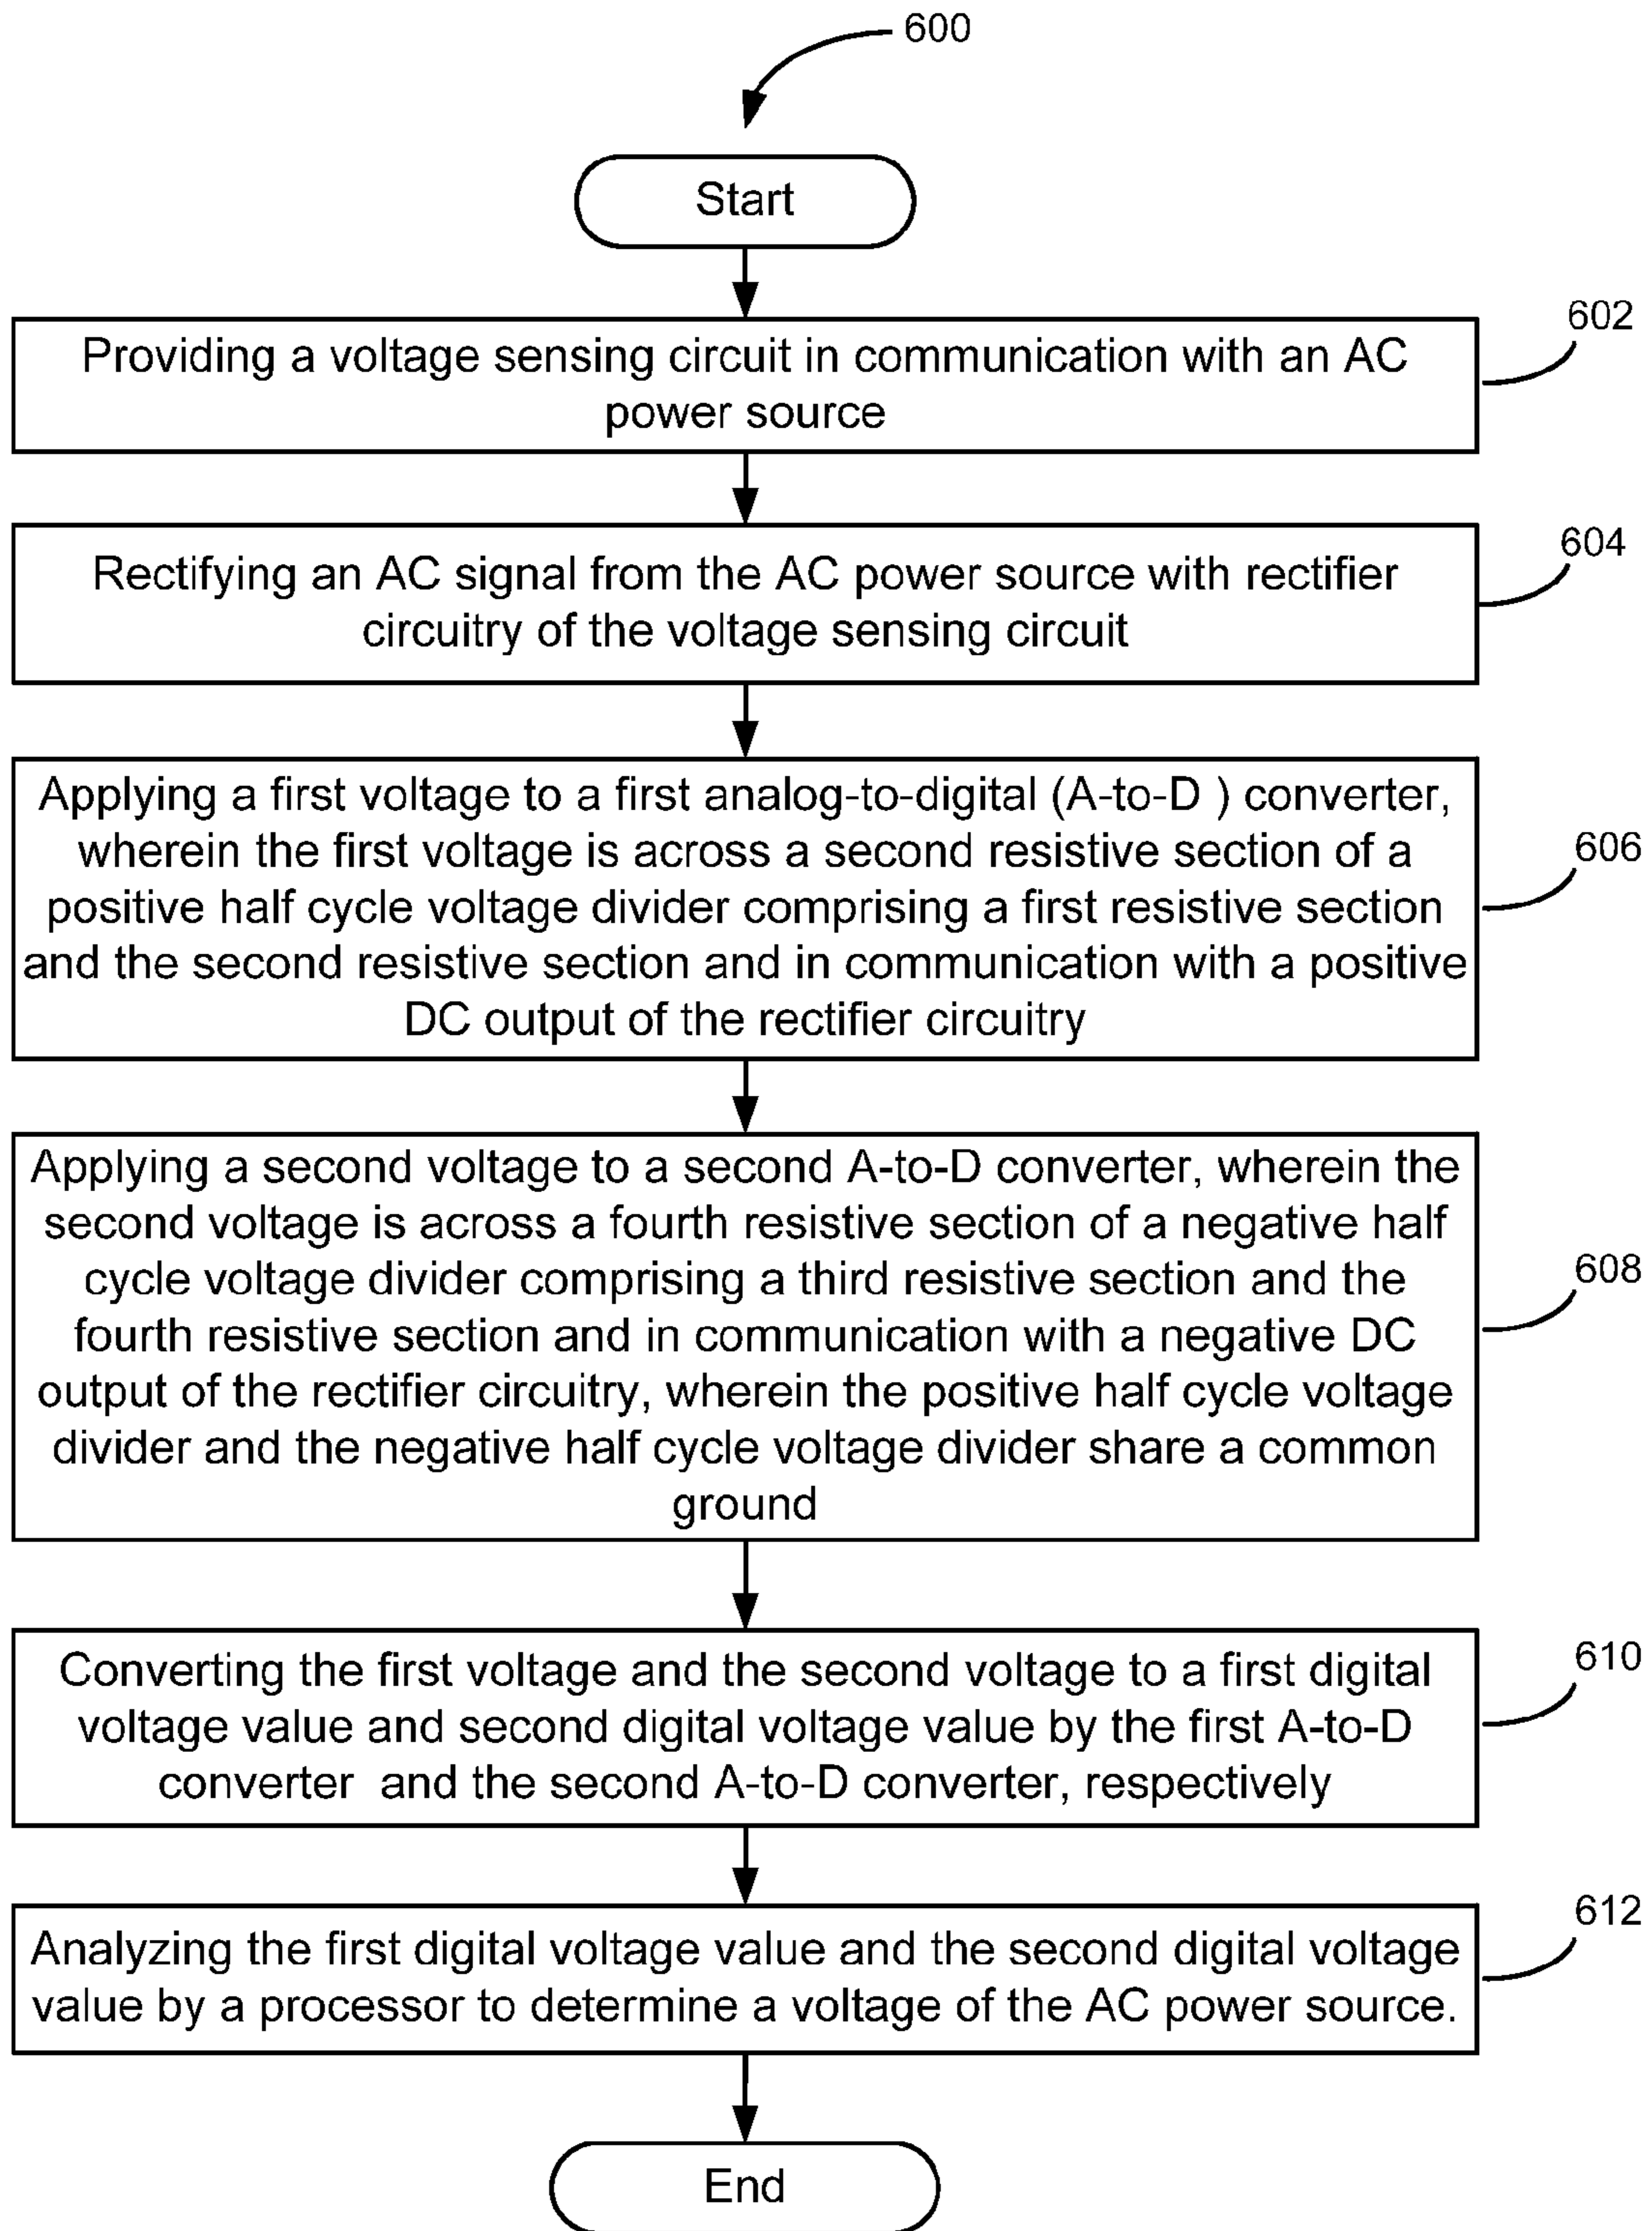 600
Start
602
Providing a voltage sensing circuit in communication with an AC
power source
604
Rectifying an AC signal from the AC power source with rectifier
circuitry of the voltage sensing circuit
Applying a first voltage to a first analog-to-digital (A-to-D ) converter,
wherein the first voltage is across a second resistive section of a
606
positive half cycle voltage divider comprising a first resistive section
and the second resistive section and in communication with a positive
DC output of the rectifier circuitry
Applying a second voltage to a second A-to-D converter, wherein the
second voltage is across a fourth resistive section of a negative half
cycle voltage divider comprising a third resistive section and the
608
fourth resistive section and in communication with a negative DC
output of the rectifier circuitry, wherein the positive half cycle voltage
divider and the negative half cycle voltage divider share a common
ground
610
Converting the first voltage and the second voltage to a first digital
voltage value and second digital voltage value by the first A-to-D
converter  and the second A-to-D converter, respectively
612
Analyzing the first digital voltage value and the second digital voltage
value by a processor to determine a voltage of the AC power source.
End